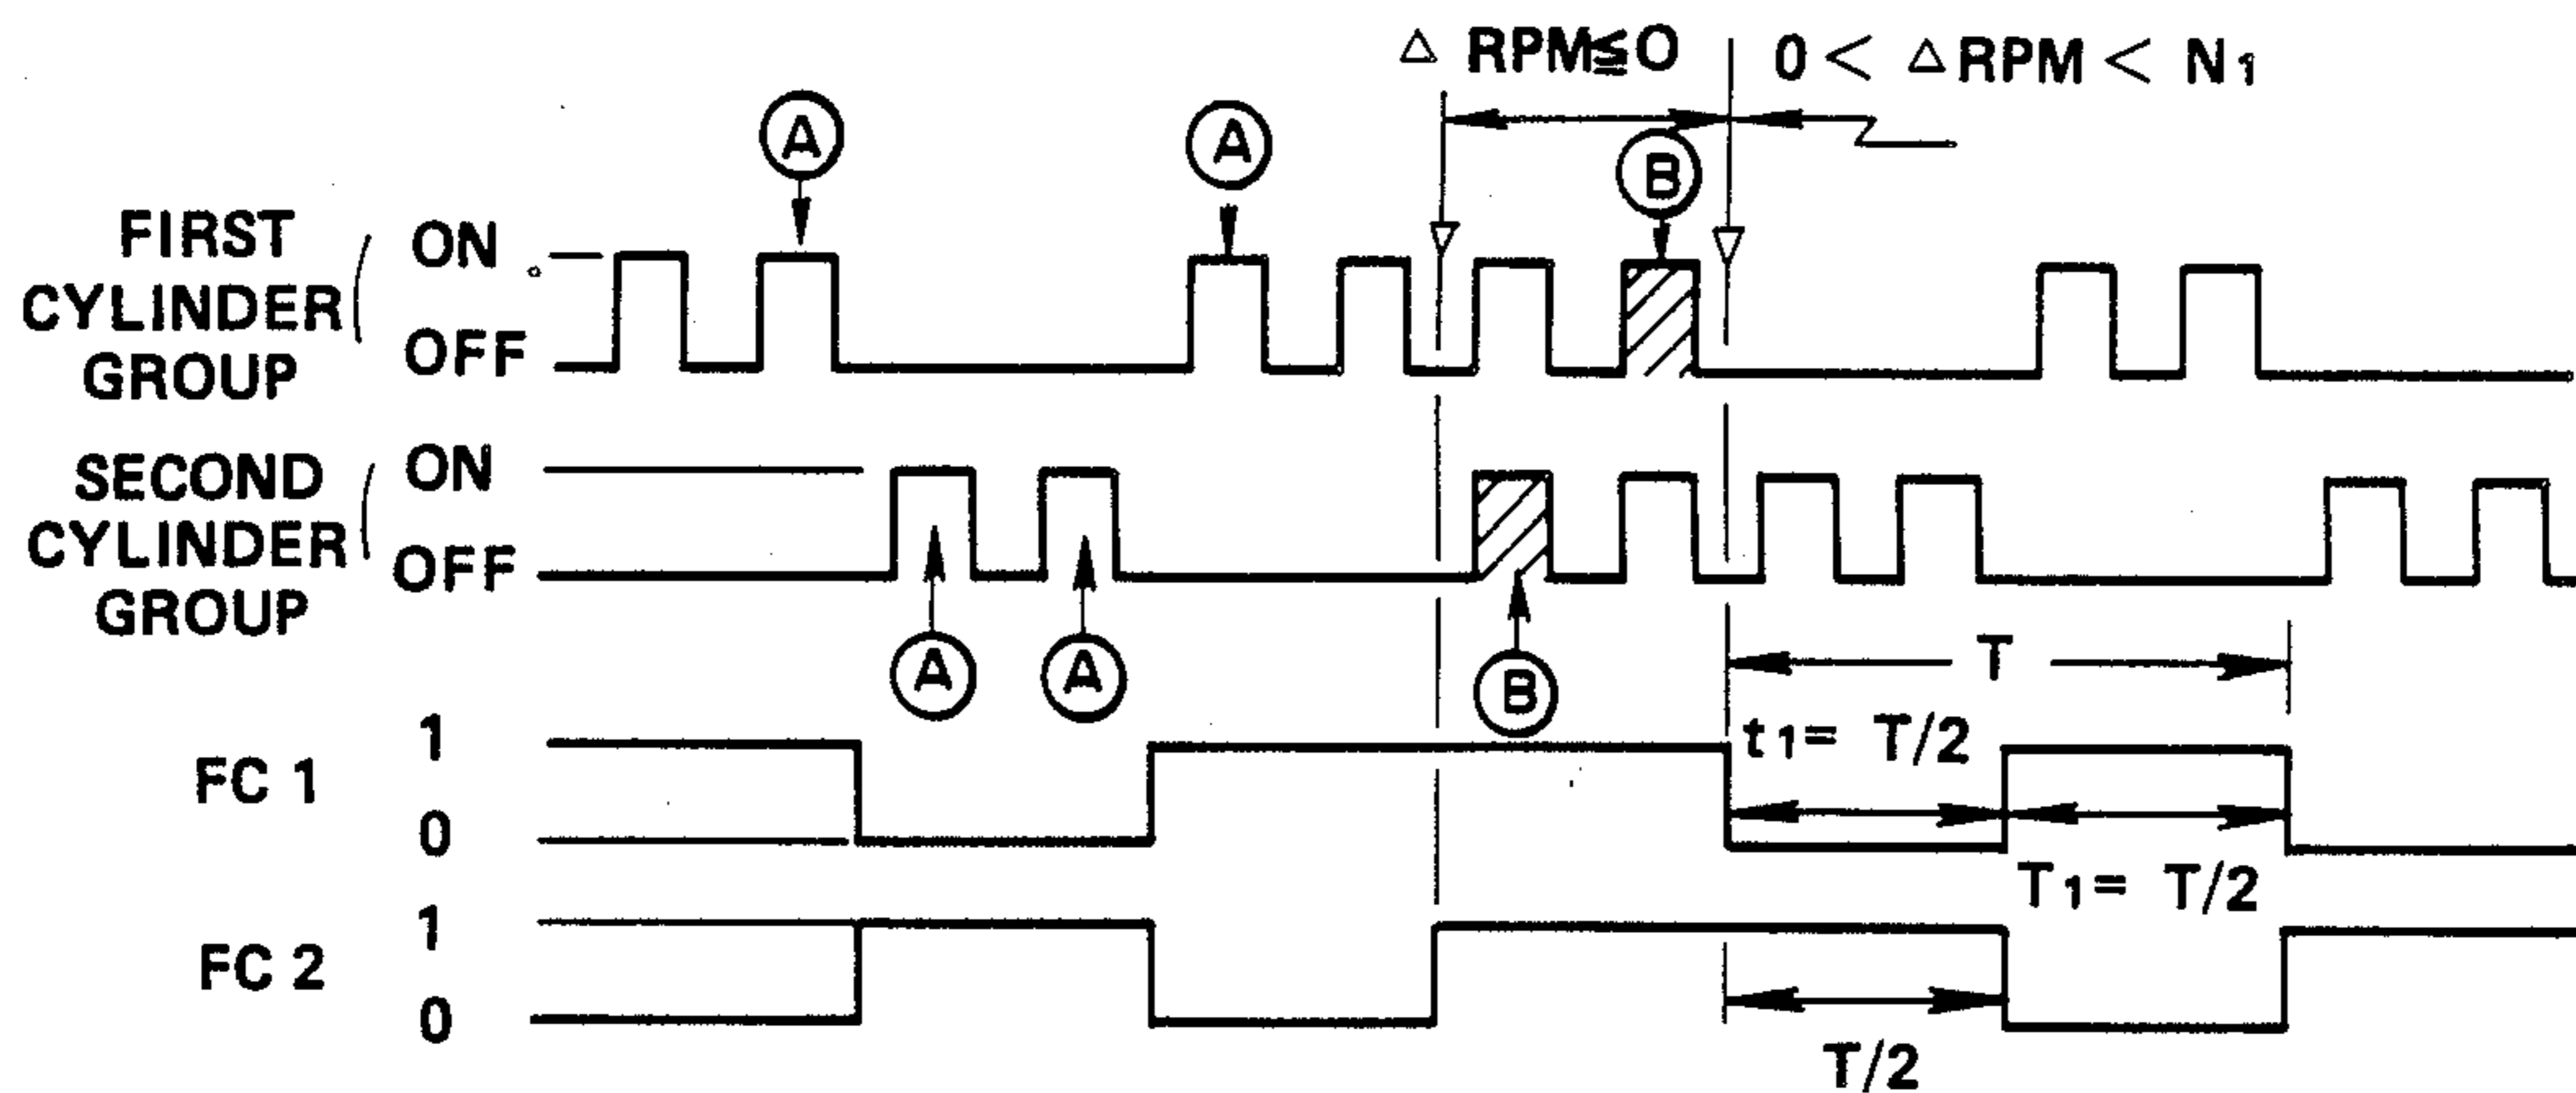 △ RPM≦0 0 < △RPM < N1
A A B
FIRST CYLINDER GROUP
ON
OFF
SECOND CYLINDER GROUP
ON
OFF
A A B
T
FC 1
1
0
t1= T/2
T1= T/2
FC 2
1
0
T/2